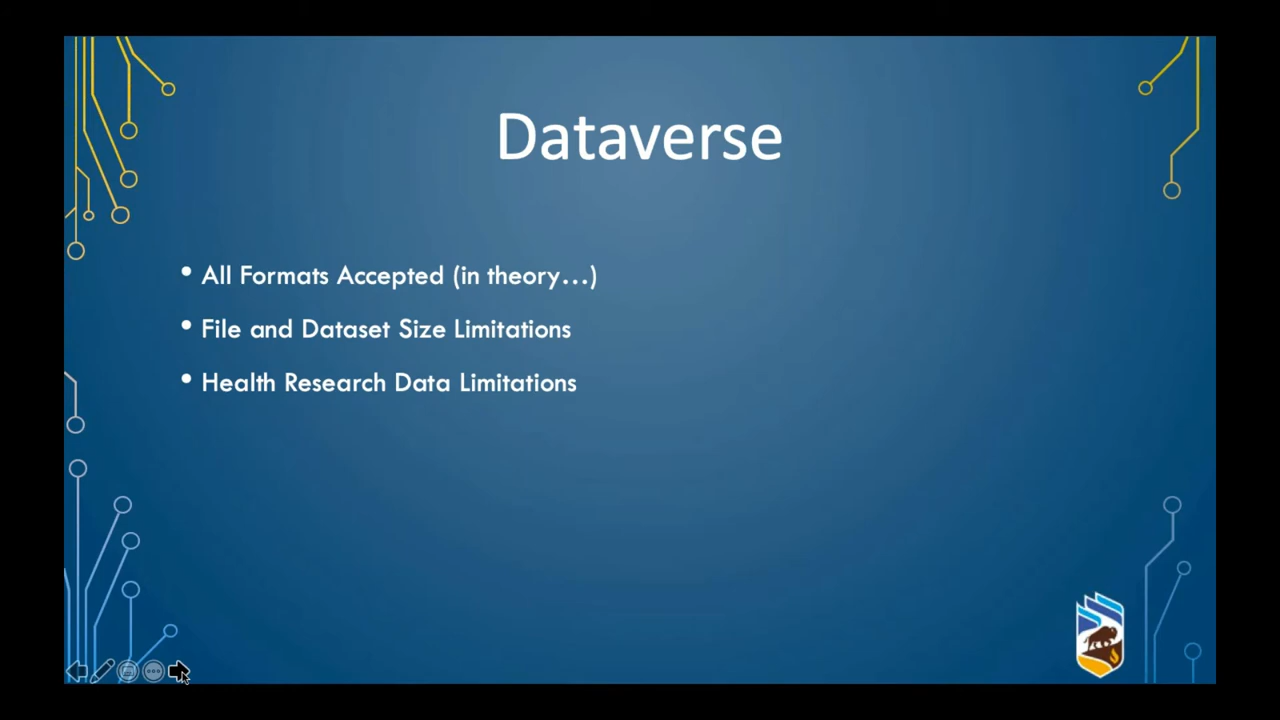 Dataverse
• All Formats Accepted (in theory...)
• File and Dataset Size Limitations
• Health Research Data Limitations